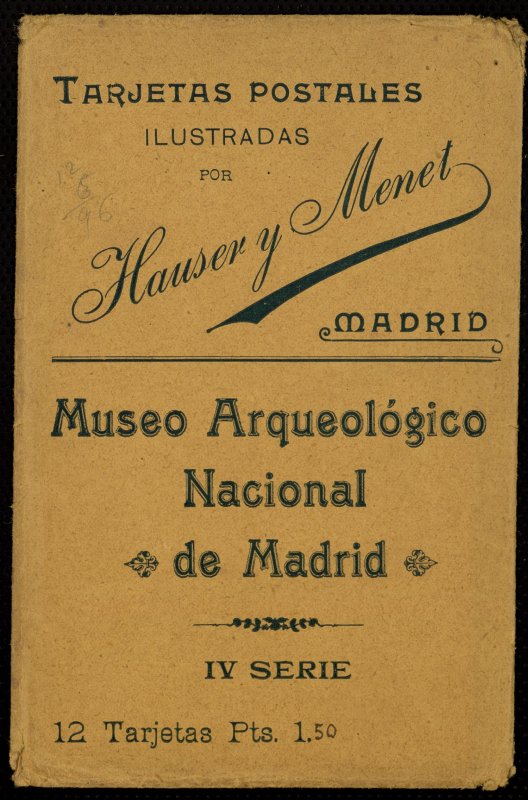 TARJETAS POSTALES
ILUSTRADAS
POR
Hauser y Menet
MADRID
Museo Arqueológico
Nacional
de Madrid
IV SERIE
12 Tarjetas Pts. 1.50